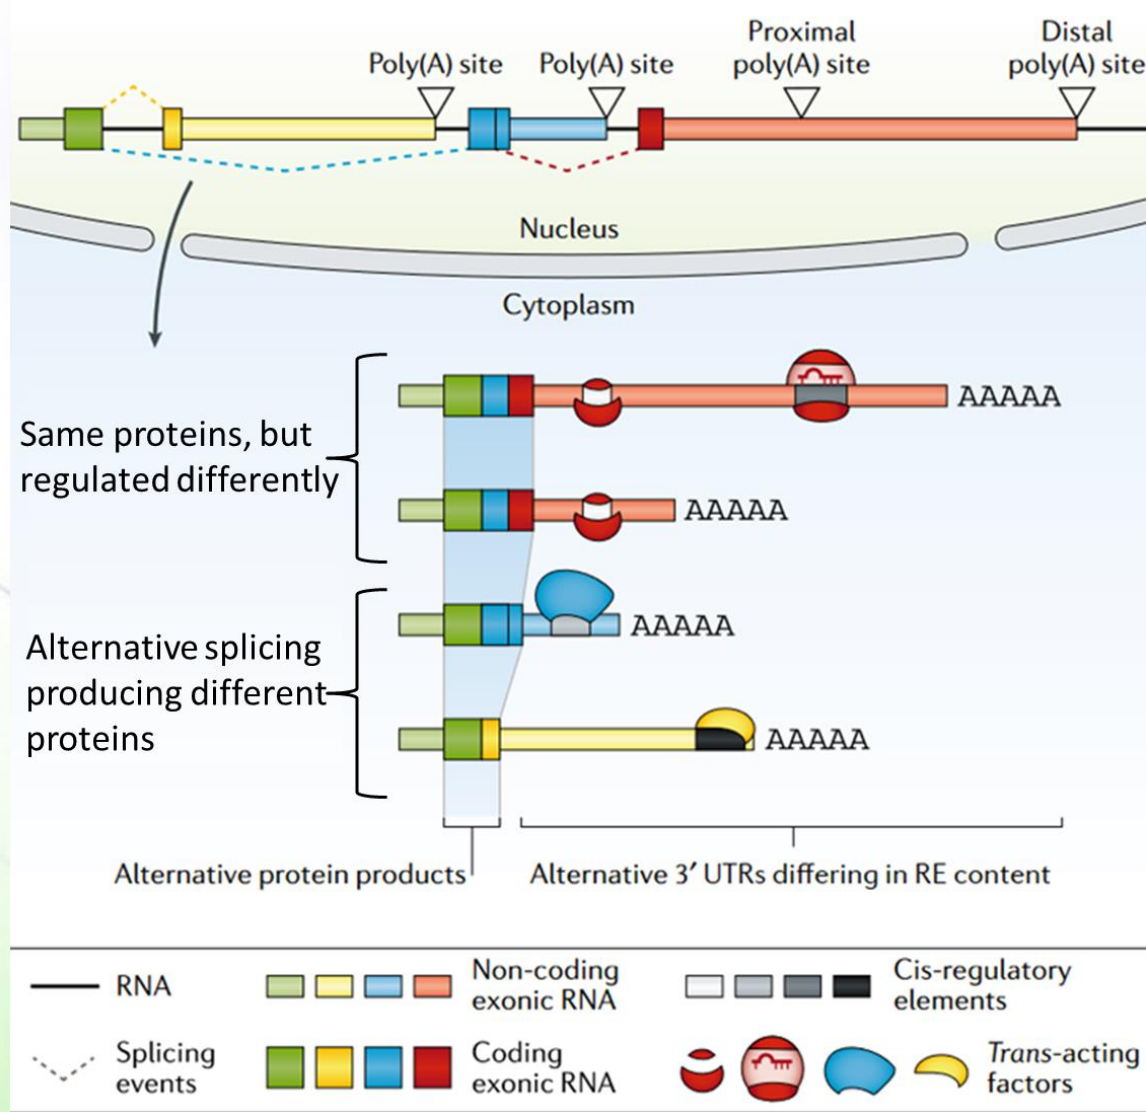 Poly(A) site
Poly(A) site
Proximal
poly(A) site
Distal
poly(A) site
Nucleus
Cytoplasm
Same proteins, but
regulated differently
AAAAA
AAAAA
Alternative splicing
producing different
proteins
AAAAA
AAAAA
Alternative protein products
Alternative 3′ UTRs differing in RE content
RNA
Non-coding
exonic RNA
Cis-regulatory
elements
Splicing
events
Coding
exonic RNA
Trans-acting
factors